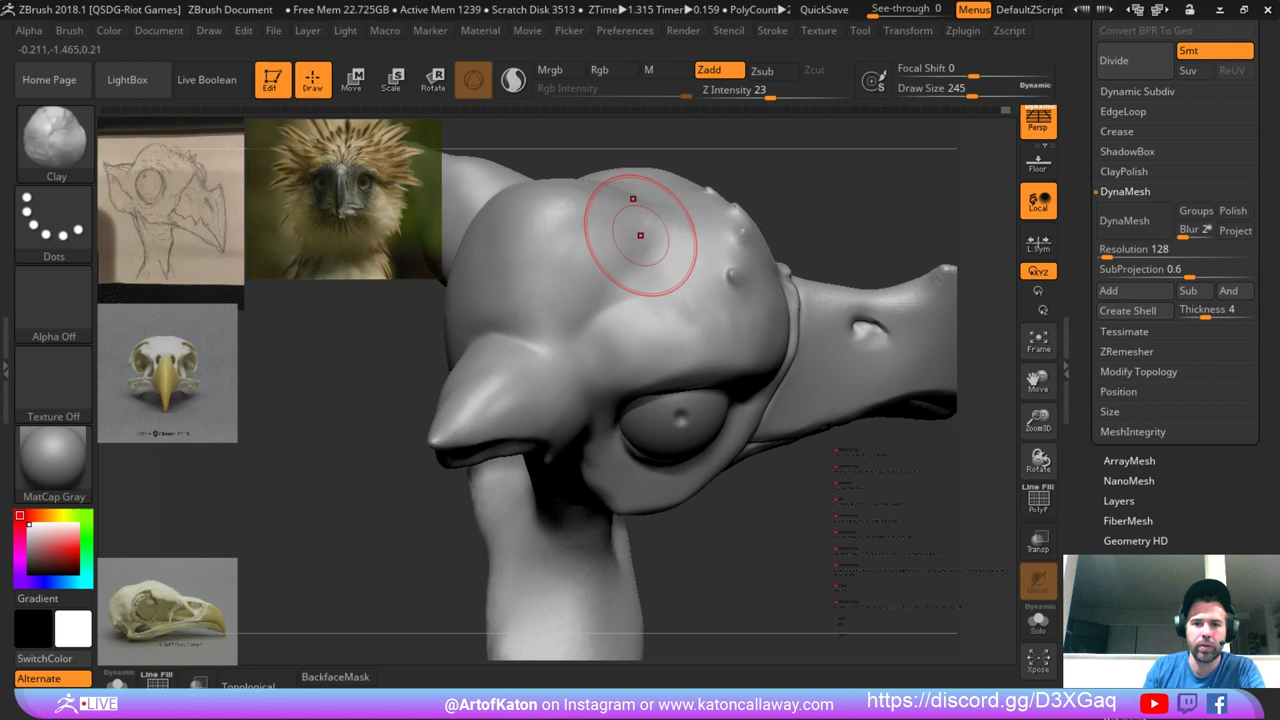 ZBrush 2018.1 [QSDG-Riot Games] ZBrush Document • Free Mem 22.725GB • Active Mem 1239 • Scratch Disk 3513 • ZTime▶1.315 Timer▶0.159 • PolyCount▶2 QuickSave See-through 0 Menus DefaultZScript
Alpha Brush Color Document Draw Edit File Layer Light Macro Marker Material Movie Picker Preferences Render Stencil Stroke Texture Tool Transform Zplugin Zscript
-0.211,-1.465,0.21
Home Page LightBox Live Boolean Edit Draw Move Scale Rotate
Mrgb Rgb M Zadd Zsub Zcut Focal Shift 0
Rgb Intensity Z Intensity 23 Draw Size 245 Dynamic
Clay
Dots
Alpha Off
Texture Off
MatCap Gray
Gradient
SwitchColor
Alternate
Dynamic
Line Fill
Topological
BackfaceMask
Dynamic
Persp
Floor
Local
L.Sym
XYZ
Frame
Move
Zoom3D
Rotate
Line Fill
PolyF
Transp
Ghost
Dynamic
Solo
Xpose
Convert BPR To Geo
Divide Smt
Suv ReUV
Dynamic Subdiv
EdgeLoop
Crease
ShadowBox
ClayPolish
DynaMesh
DynaMesh Groups Polish
Blur 2 Project
Resolution 128
SubProjection 0.6
Add Sub And
Create Shell Thickness 4
Tessimate
ZRemesher
Modify Topology
Position
Size
MeshIntegrity
ArrayMesh
NanoMesh
Layers
FiberMesh
Geometry HD
LIVE
@ArtofKaton on Instagram or www.katoncallaway.com
https://discord.gg/D3XGaq